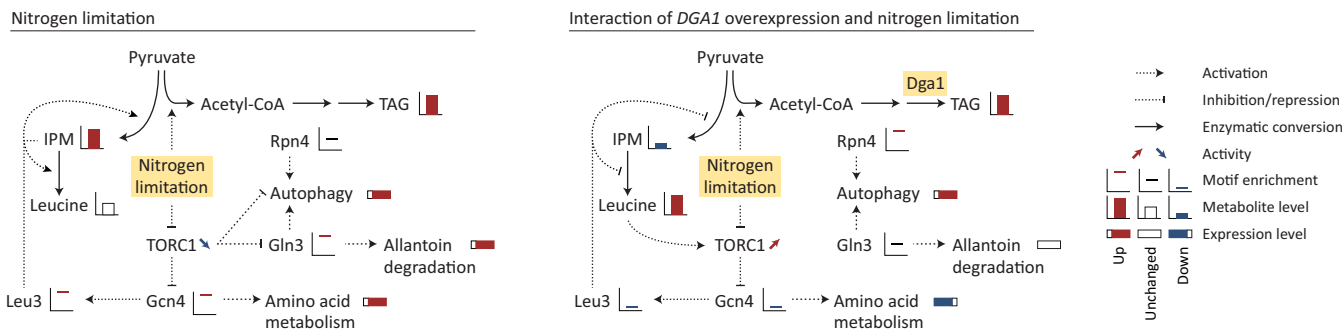 Nitrogen limitation
Pyruvate
Acetyl-CoA
TAG
IPM
Rpn4
Nitrogen
limitation
Autophagy
Leucine
TORC1
Gln3
Allantoin
degradation
Leu3
Gcn4
Amino acid
metabolism
Interaction of DGA1 overexpression and nitrogen limitation
Pyruvate
Dga1
Acetyl-CoA
TAG
IPM
Rpn4
Nitrogen
limitation
Autophagy
Leucine
TORC1
Gln3
Allantoin
degradation
Leu3
Gcn4
Amino acid
metabolism
Activation
Inhibition/repression
Enzymatic conversion
Activity
Motif enrichment
Metabolite level
Expression level
Up
Unchanged
Down